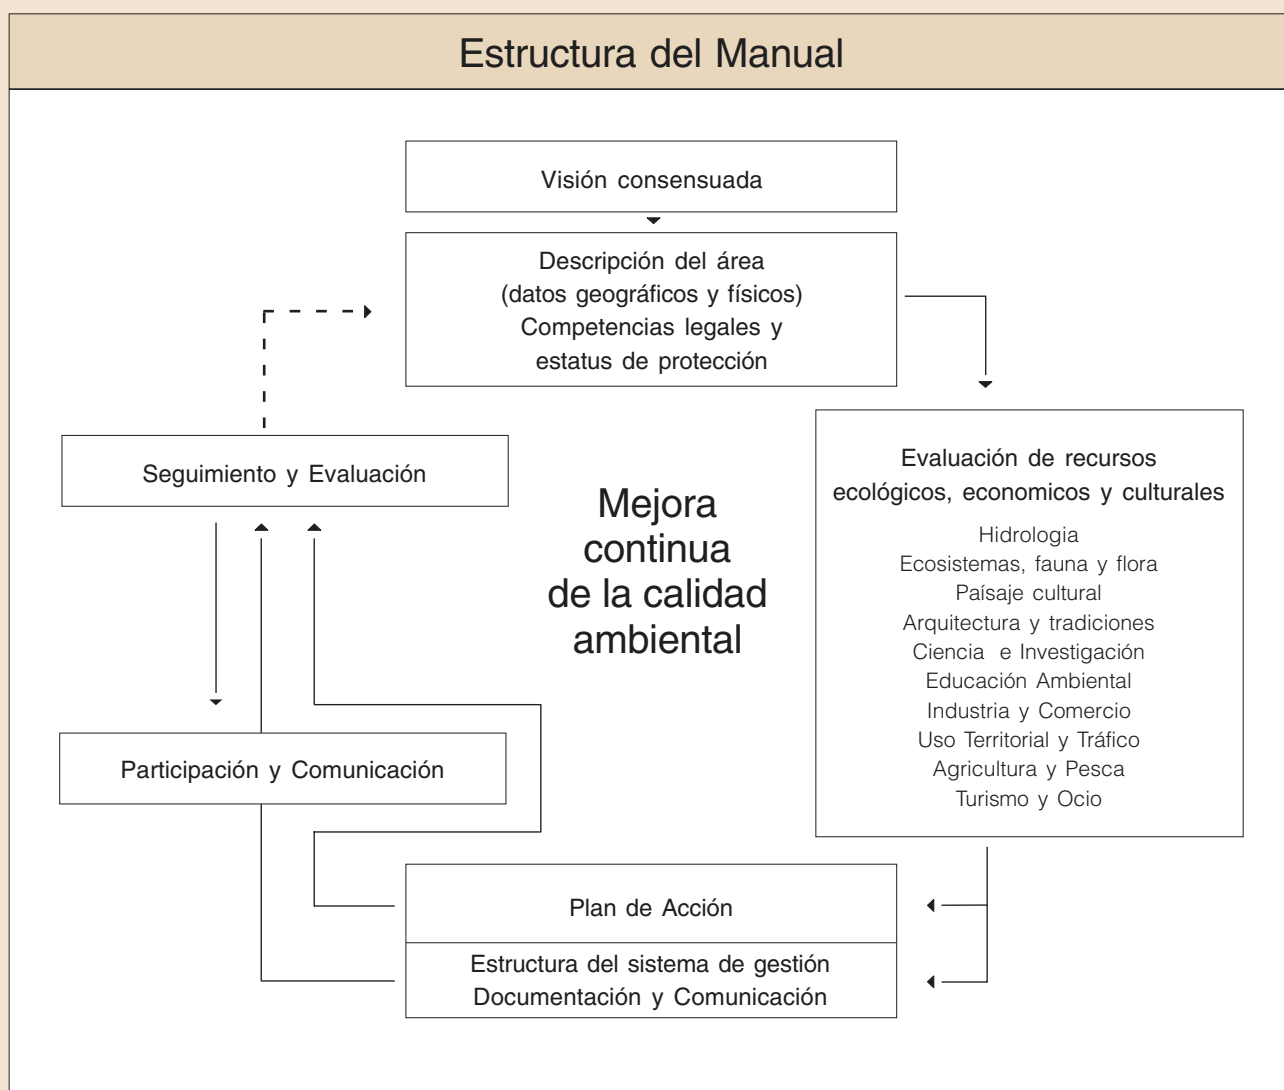 Estructura del Manual
Visión consensuada
Descripción del área
(datos geográficos y físicos)
Competencias legales y
estatus de protección
Evaluación de recursos
ecológicos, economicos y culturales
Hidrologia
Ecosistemas, fauna y flora
Païsaje cultural
Arquitectura y tradiciones
Ciencia e Investigación
Educación Ambiental
Industria y Comercio
Uso Territorial y Tráfico
Agricultura y Pesca
Turismo y Ocio
Seguimiento y Evaluación
Mejora
continua
de la calidad
ambiental
Participación y Comunicación
Plan de Acción
Estructura del sistema de gestión
Documentación y Comunicación